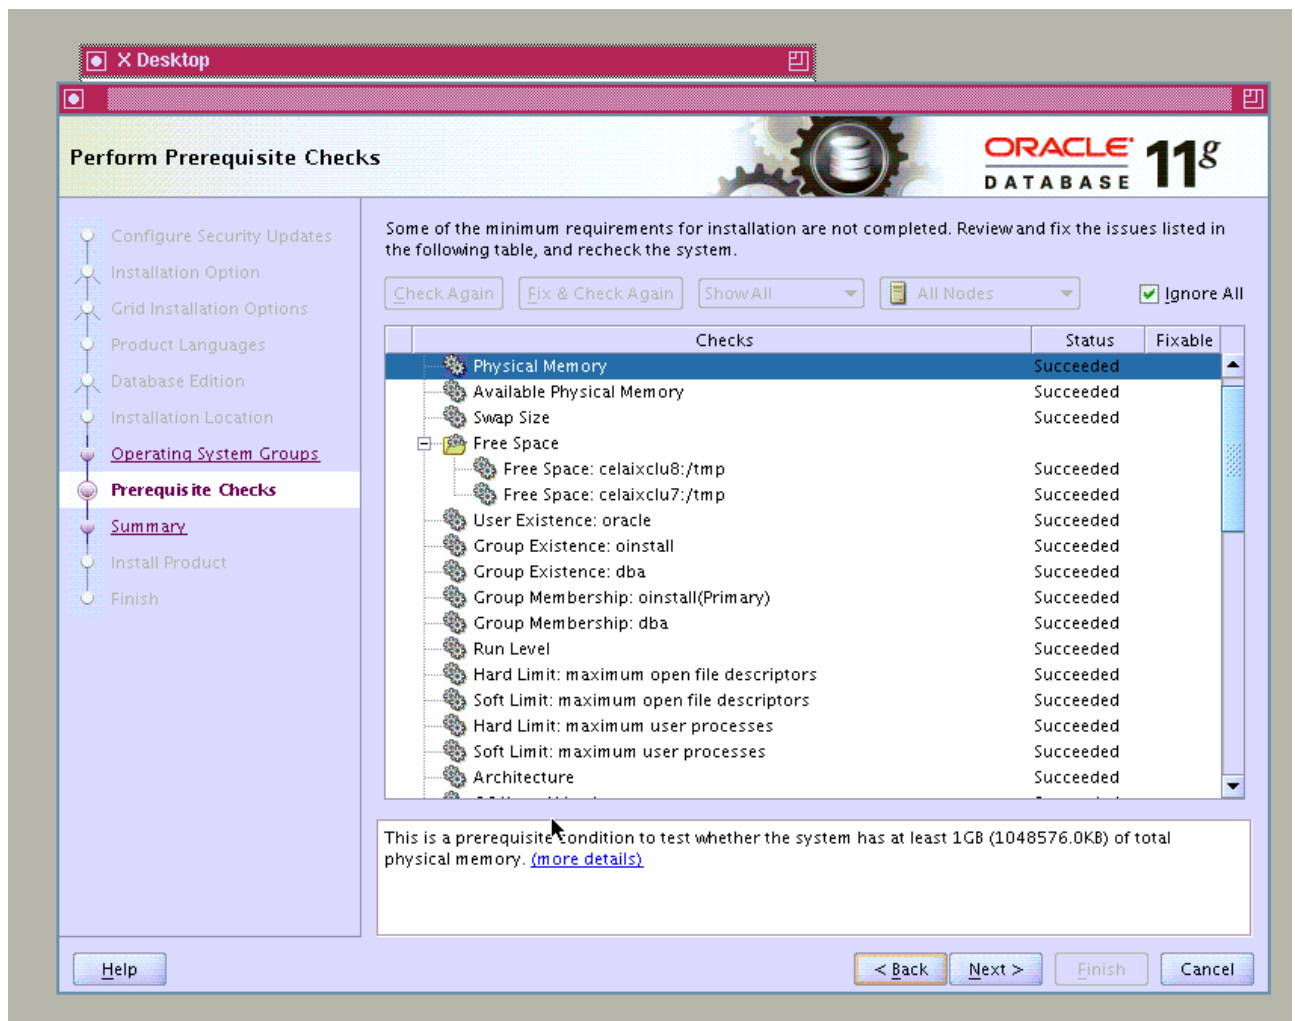 X Desktop
Perform Prerequisite Checks
ORACLE
DATABASE
11g
Configure Security Updates
Installation Option
Grid Installation Options
Product Languages
Database Edition
Installation Location
Operating System Groups
Prerequisite Checks
Summary
Install Product
Finish
Some of the minimum requirements for installation are not completed. Review and fix the issues listed in
the following table, and recheck the system.
Check Again Fix & Check Again Show All All Nodes Ignore All
Checks Status Fixable
Physical Memory Succeeded
Available Physical Memory Succeeded
Swap Size Succeeded
Free Space
Free Space: celaixclu8:/tmp Succeeded
Free Space: celaixclu7:/tmp Succeeded
User Existence: oracle Succeeded
Group Existence: oinstall Succeeded
Group Existence: dba Succeeded
Group Membership: oinstall(Primary) Succeeded
Group Membership: dba Succeeded
Run Level Succeeded
Hard Limit: maximum open file descriptors Succeeded
Soft Limit: maximum open file descriptors Succeeded
Hard Limit: maximum user processes Succeeded
Soft Limit: maximum user processes Succeeded
Architecture Succeeded
This is a prerequisite condition to test whether the system has at least 1GB (1048576.0KB) of total
physical memory. (more details)
Help < Back Next > Finish Cancel